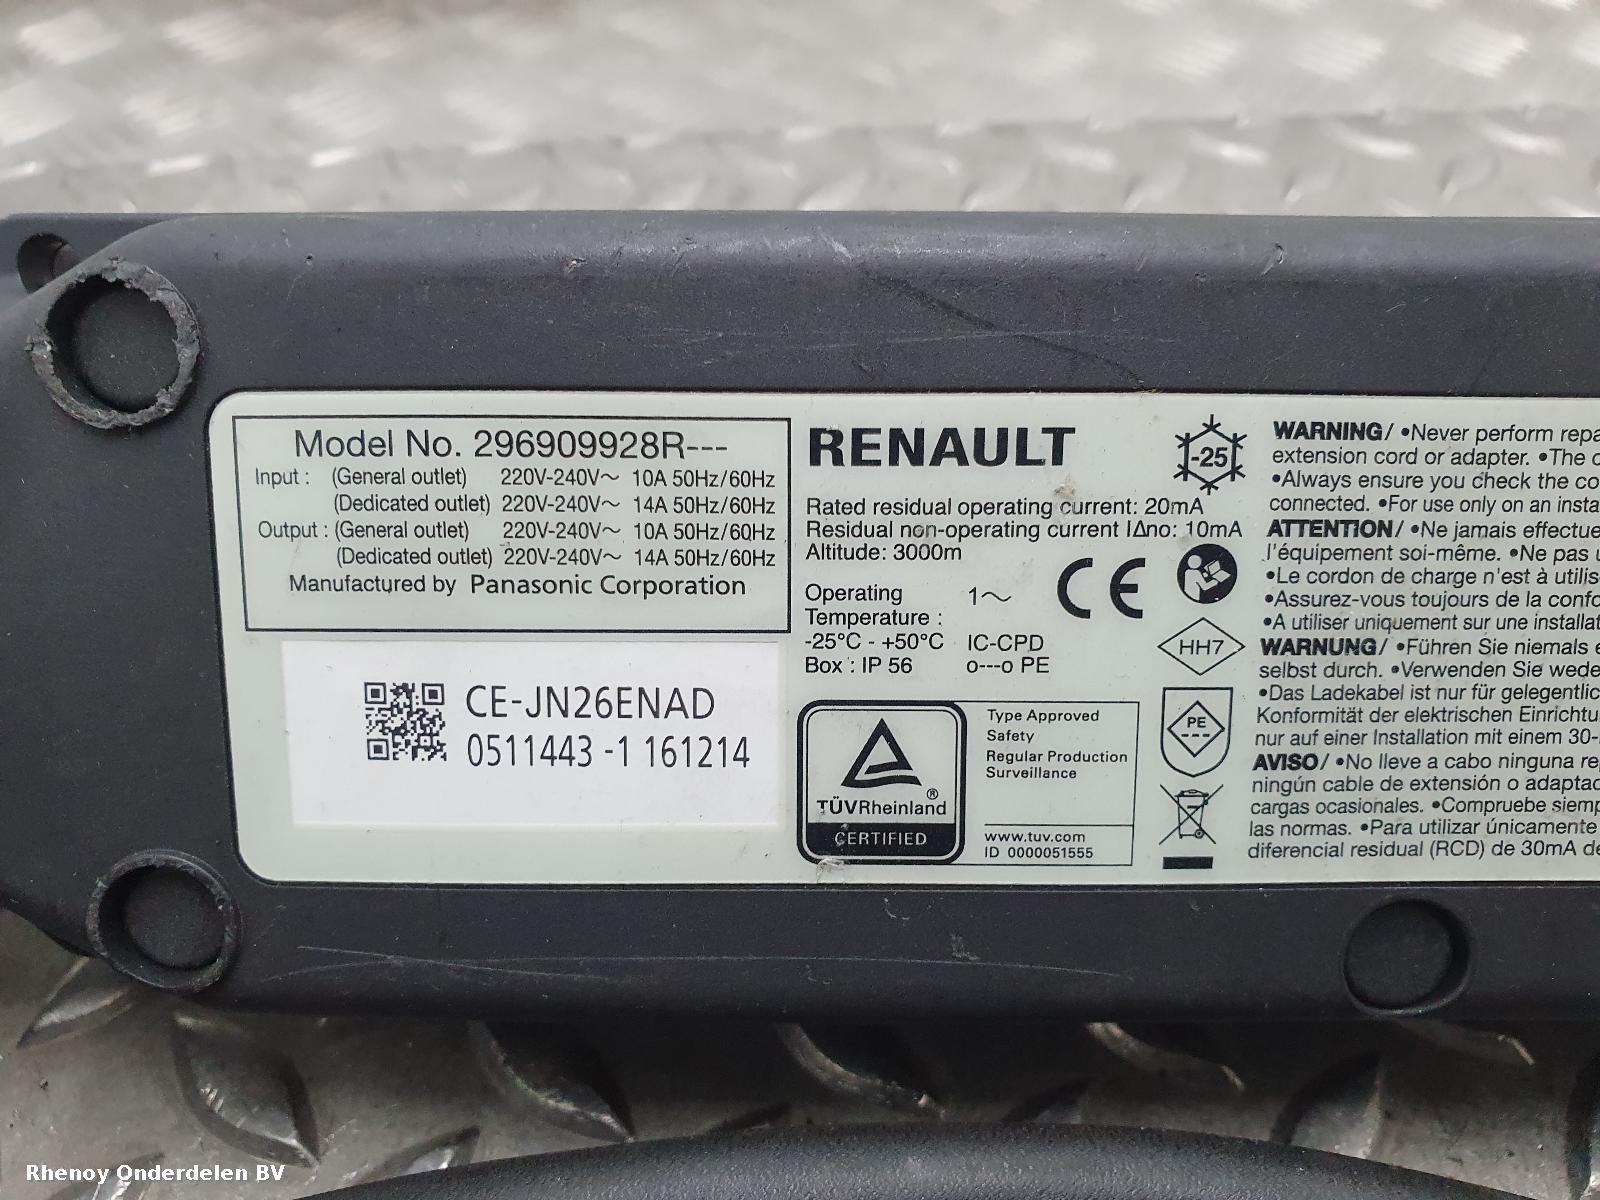 Model No. 296909928R---
Input : (General outlet) 220V-240V～ 10A 50Hz/60Hz
(Dedicated outlet) 220V-240V～ 14A 50Hz/60Hz
Output : (General outlet) 220V-240V～ 10A 50Hz/60Hz
(Dedicated outlet) 220V-240V～ 14A 50Hz/60Hz
Manufactured by Panasonic Corporation
CE-JN26ENAD
0511443 -1 161214
RENAULT
-25
Rated residual operating current: 20mA
Residual non-operating current IΔno: 10mA
Altitude: 3000m
Operating
Temperature :
-25°C - +50°C
Box : IP 56
1～
IC-CPD
o---o PE
CE
HH7
PE
TÜVRheinland®
CERTIFIED
Type Approved
Safety
Regular Production
Surveillance
www.tuv.com
ID 0000051555
WARNING/ •Never perform repa
extension cord or adapter. •The c
•Always ensure you check the co
connected. •For use only on an insta
ATTENTION/ •Ne jamais effectue
l'équipement soi-même. •Ne pas u
•Le cordon de charge n'est à utilis
•Assurez-vous toujours de la confo
•A utiliser uniquement sur une installat
WARNUNG/ •Führen Sie niemals e
selbst durch. •Verwenden Sie wede
•Das Ladekabel ist nur für gelegentlic
Konformität der elektrischen Einrichtu
nur auf einer Installation mit einem 30-
AVISO/ •No lleve a cabo ninguna re
ningún cable de extensión o adaptac
cargas ocasionales. •Compruebe siemp
las normas. •Para utilizar únicamente
diferencial residual (RCD) de 30mA de
Rhenoy Onderdelen BV